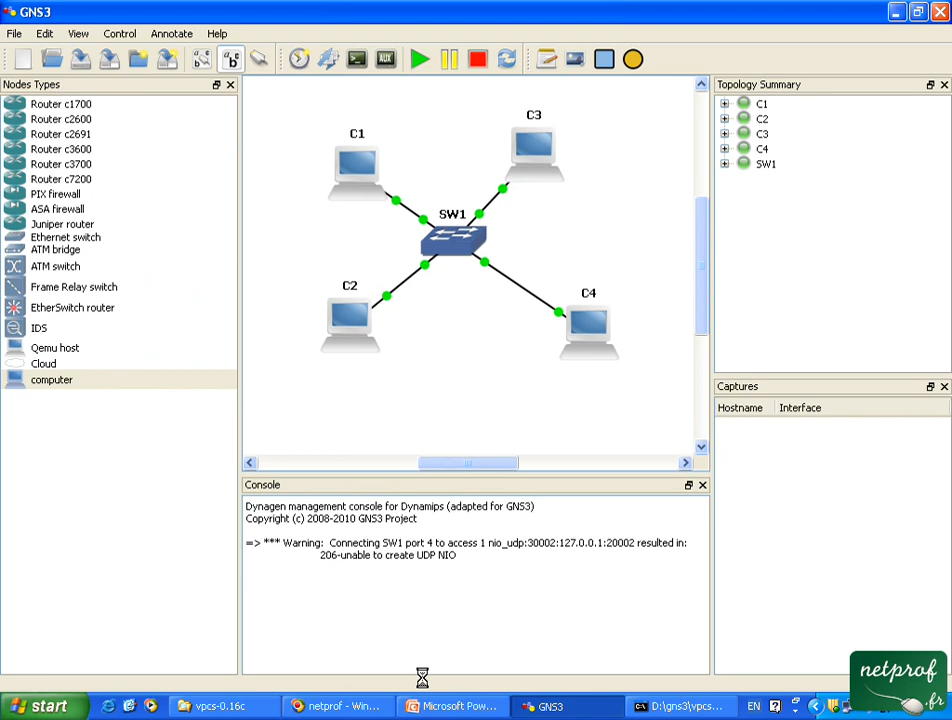 GNS3
File Edit View Control Annotate Help
Nodes Types
Router c1700
Router c2600
Router c2691
Router c3600
Router c3700
Router c7200
PIX firewall
ASA firewall
Juniper router
Ethernet switch
ATM bridge
ATM switch
Frame Relay switch
EtherSwitch router
IDS
Qemu host
Cloud
computer
C1
C3
SW1
C2
C4
Topology Summary
C1
C2
C3
C4
SW1
Captures
Hostname Interface
Console
Dynagen management console for Dynamips (adapted for GNS3)
Copyright (c) 2008-2010 GNS3 Project
=> *** Warning: Connecting SW1 port 4 to access 1 nio_udp:30002:127.0.0.1:20002 resulted in:
206-unable to create UDP NIO
start
vpcs-0.16c
netprof - Win...
Microsoft Pow...
GNS3
D:\gns3\vpcs...
EN
netprof
.fr